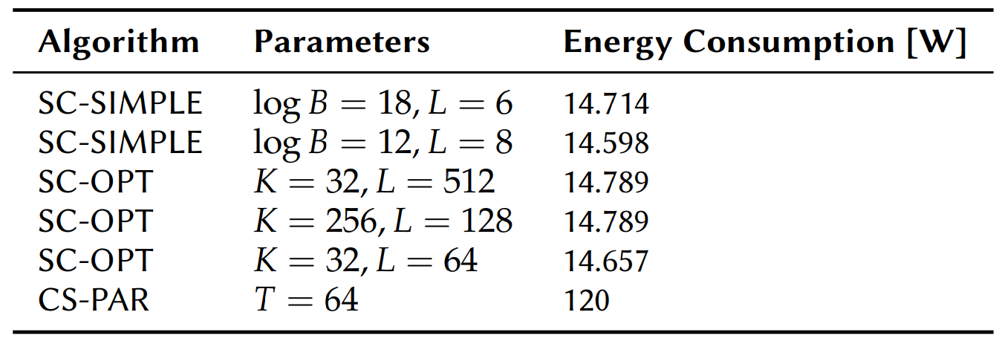 Algorithm Parameters Energy Consumption [W]
SC-SIMPLE log B = 18, L = 6 14.714
SC-SIMPLE log B = 12, L = 8 14.598
SC-OPT K = 32, L = 512 14.789
SC-OPT K = 256, L = 128 14.789
SC-OPT K = 32, L = 64 14.657
CS-PAR T = 64 120